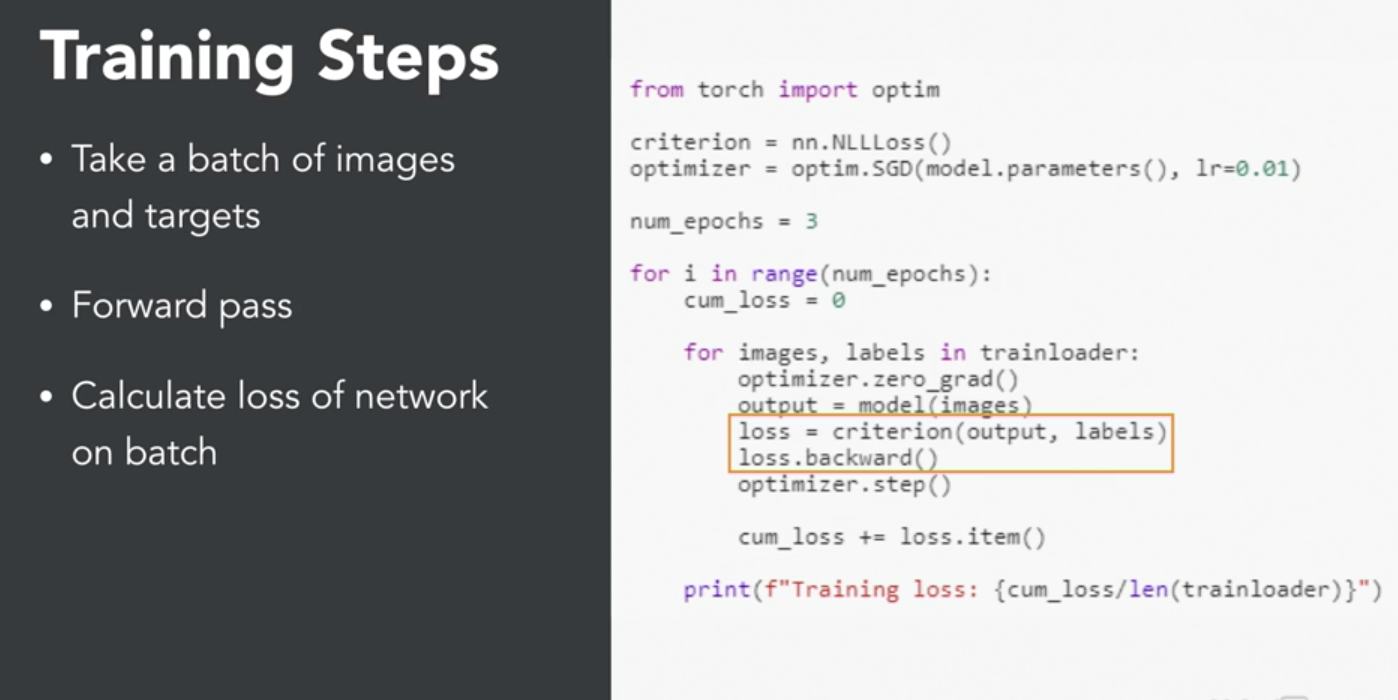 Training Steps
• Take a batch of images
and targets
• Forward pass
• Calculate loss of network
on batch
from torch import optim
criterion = nn.NLLLoss()
optimizer = optim.SGD(model.parameters(), lr=0.01)
num_epochs = 3
for i in range(num_epochs):
    cum_loss = 0
    for images, labels in trainloader:
        optimizer.zero_grad()
        output = model(images)
        loss = criterion(output, labels)
        loss.backward()
        optimizer.step()
        cum_loss += loss.item()
    print(f"Training loss: {cum_loss/len(trainloader)}")